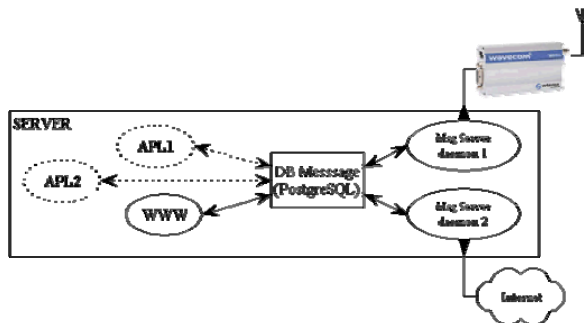 wavecom
SERVER
APL1
APL2
WWW
DB Messsage
(PostgreSQL)
Msg Server
daemon 1
Msg Server
daemon 2
Internet